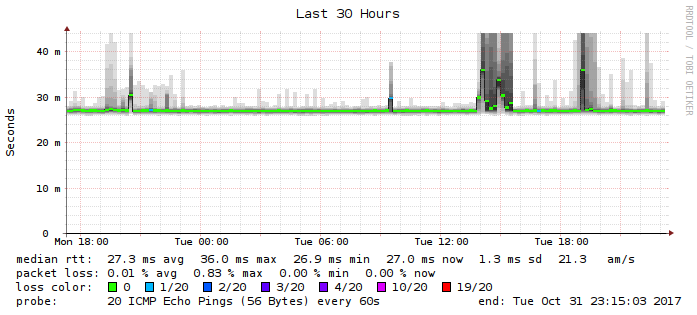 Last 30 Hours
RRDTOOL / TOBI OETIKER
Seconds
40 m
30 m
20 m
10 m
0
Mon 18:00 Tue 00:00 Tue 06:00 Tue 12:00 Tue 18:00
median rtt: 27.3 ms avg 36.0 ms max 26.9 ms min 27.0 ms now 1.3 ms sd 21.3 am/s
packet loss: 0.01 % avg 0.83 % max 0.00 % min 0.00 % now
loss color: 0 1/20 2/20 3/20 4/20 10/20 19/20
probe: 20 ICMP Echo Pings (56 Bytes) every 60s end: Tue Oct 31 23:15:03 2017